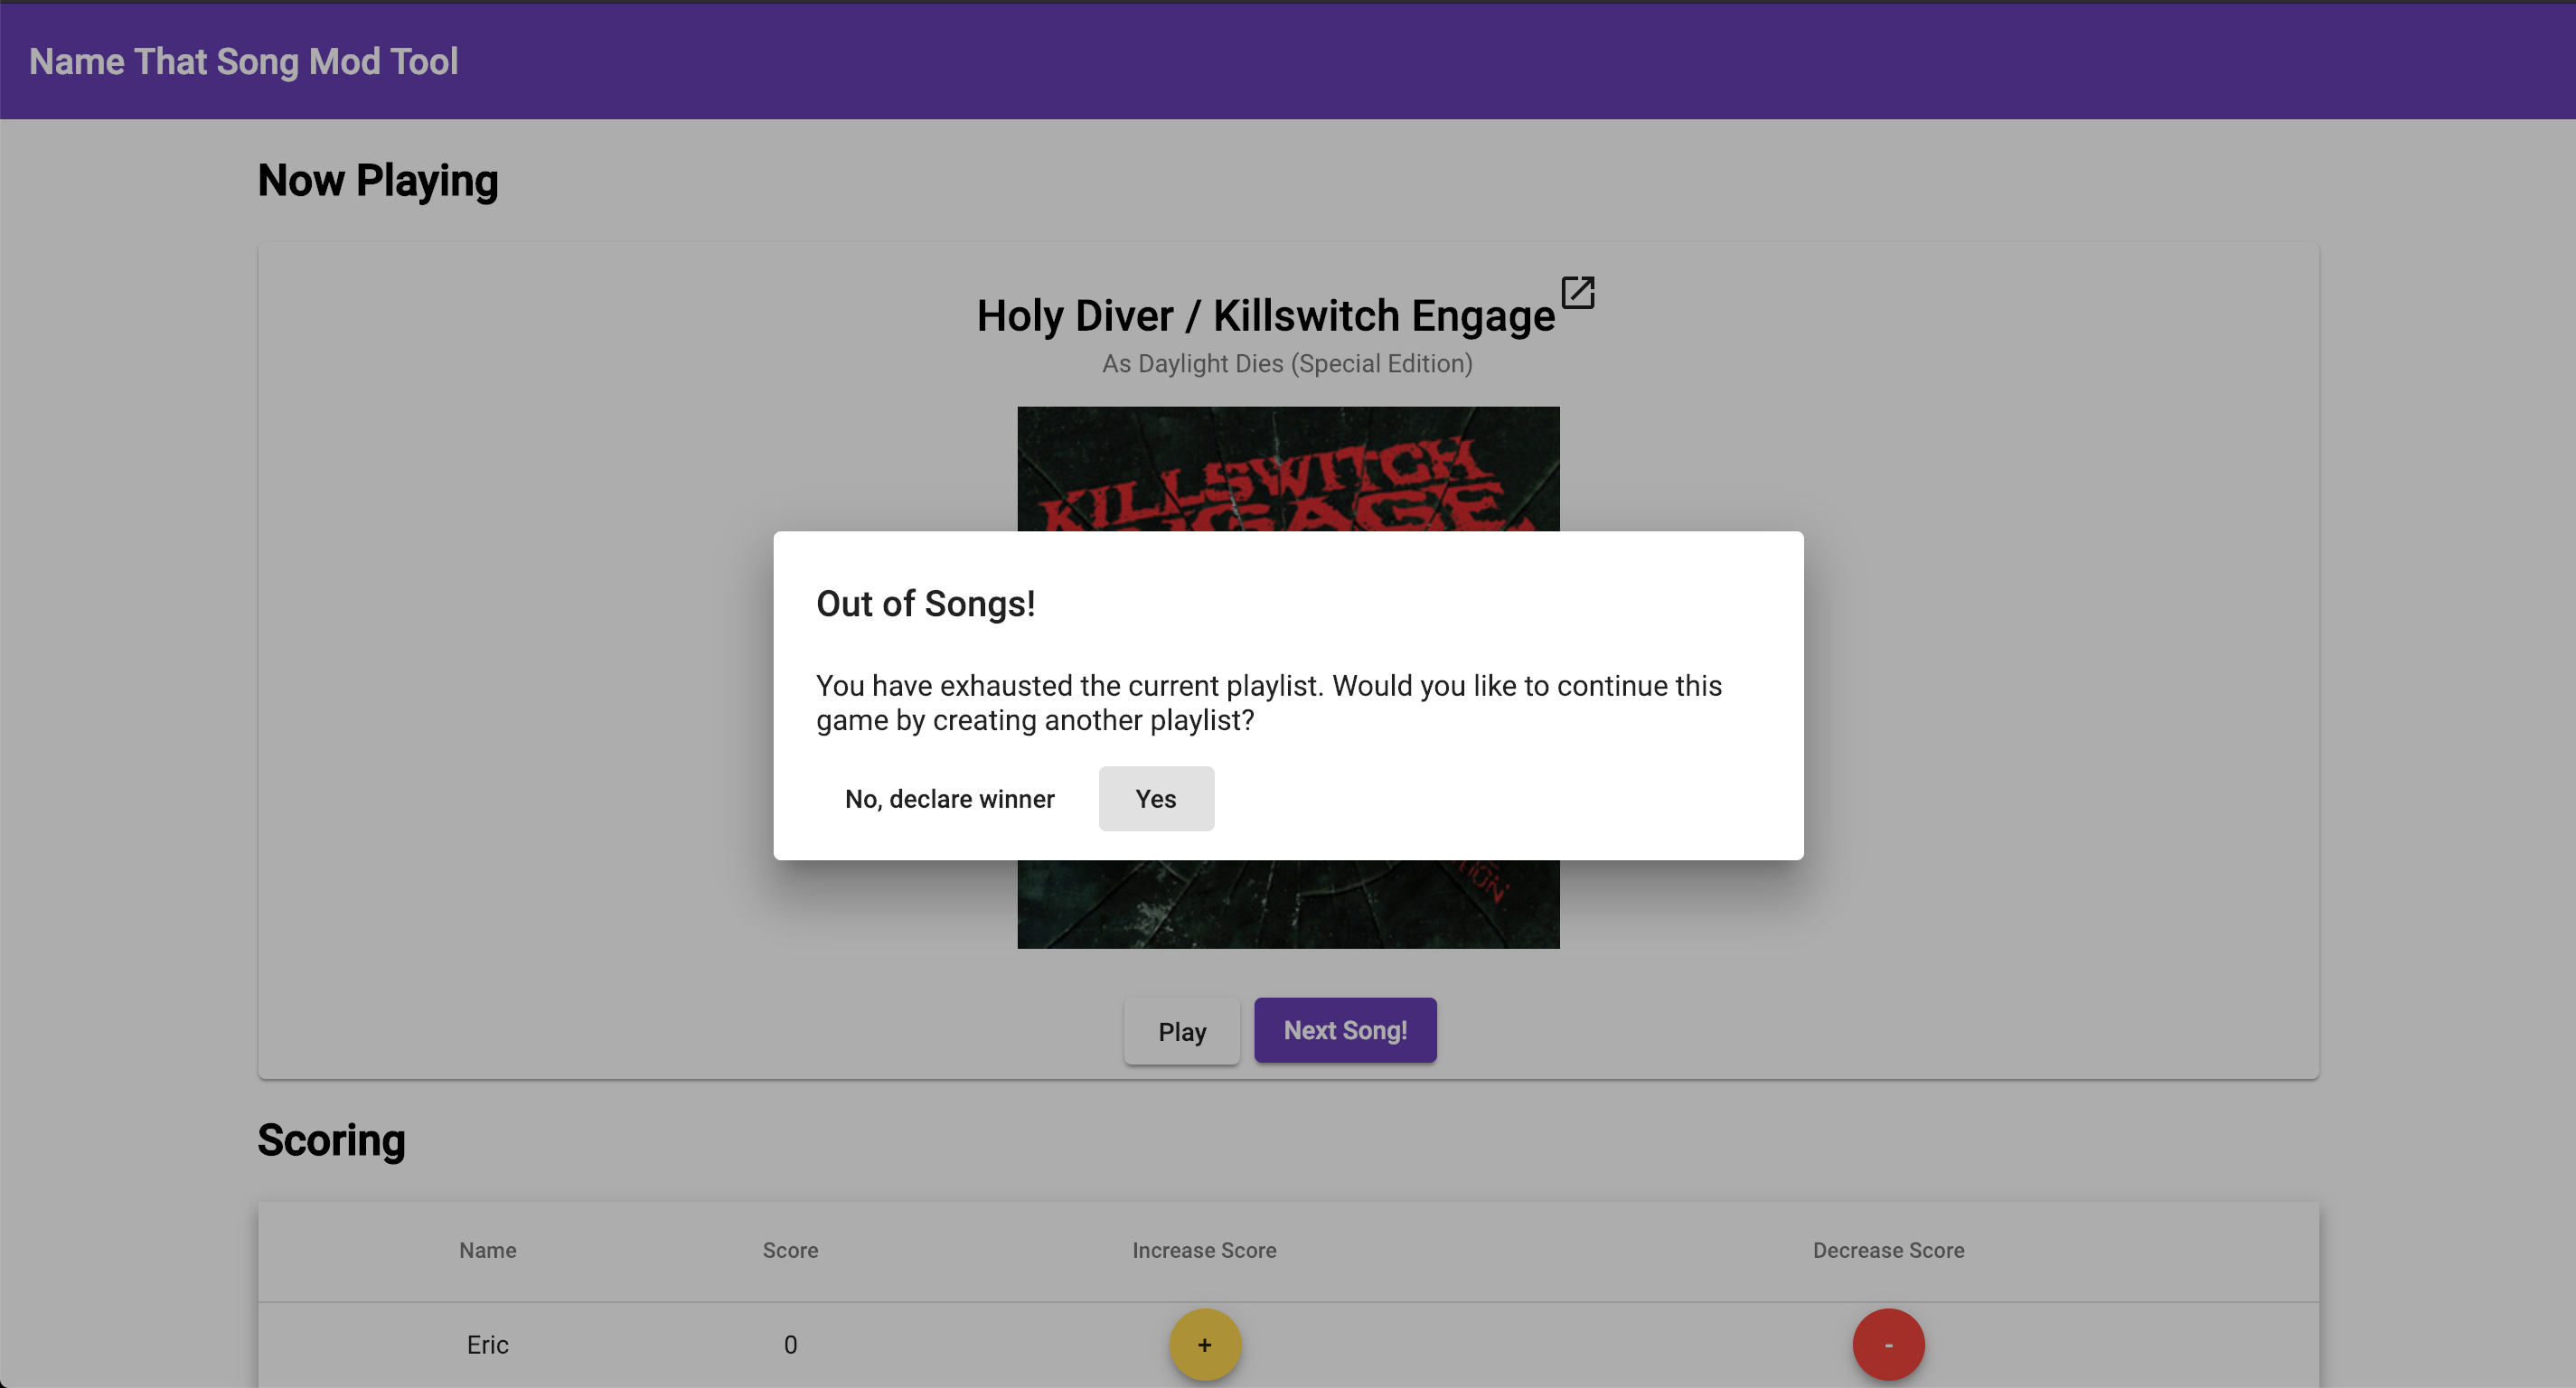 Name That Song Mod Tool
Now Playing
Holy Diver / Killswitch Engage
As Daylight Dies (Special Edition)
KILLSWITCH
Out of Songs!
You have exhausted the current playlist. Would you like to continue this
game by creating another playlist?
No, declare winner Yes
Play Next Song!
Scoring
Name Score Increase Score Decrease Score
Eric 0 + -